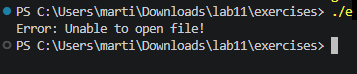 PS C:\Users\marti\Downloads\lab11\exercises> ./e
Error: Unable to open file!
PS C:\Users\marti\Downloads\lab11\exercises>